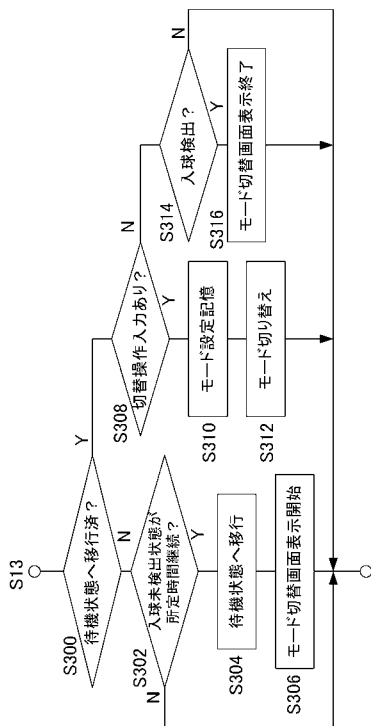 S13
S300
待機状態へ移行済？
Y
N
S302
入球未検出状態が
所定時間継続？
N
Y
S304
待機状態へ移行
S306
モード切替画面表示開始
S308
切替操作入力あり？
N
Y
S310
モード設定記憶
S312
モード切り替え
S314
入球検出？
N
Y
S316
モード切替画面表示終了